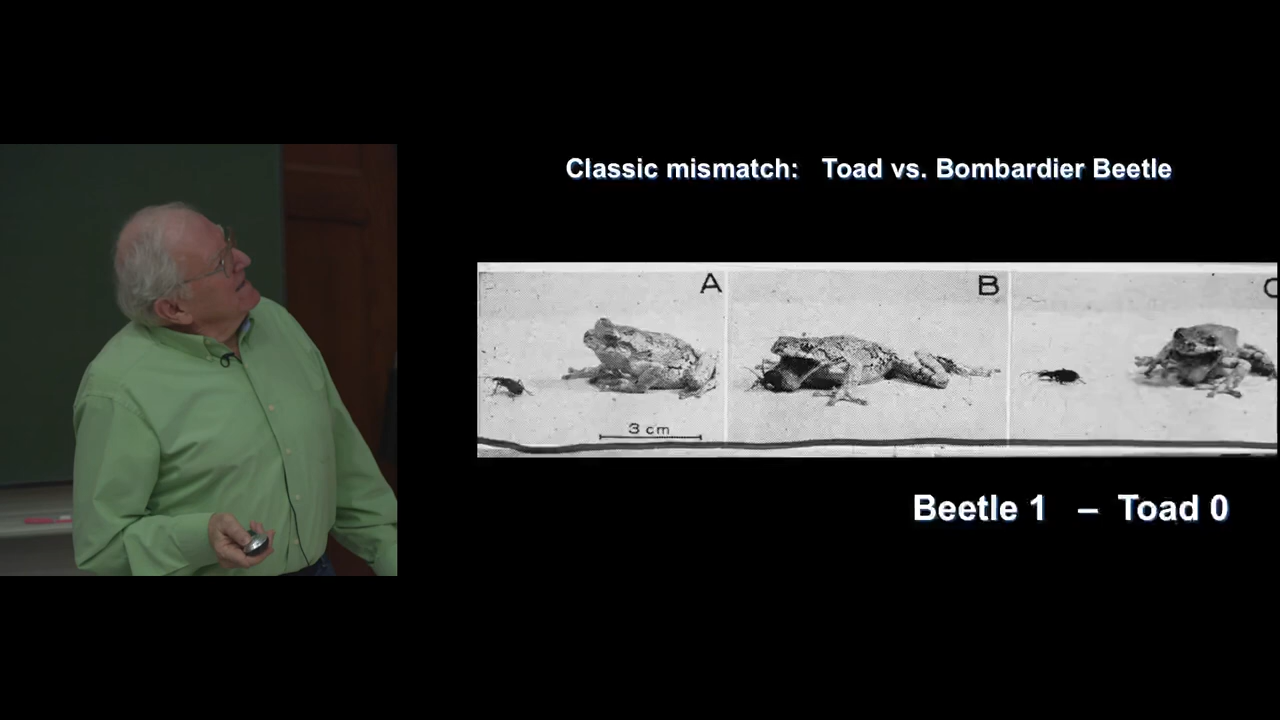 Classic mismatch: Toad vs. Bombardier Beetle
A
B
C
3 cm
Beetle 1 – Toad 0